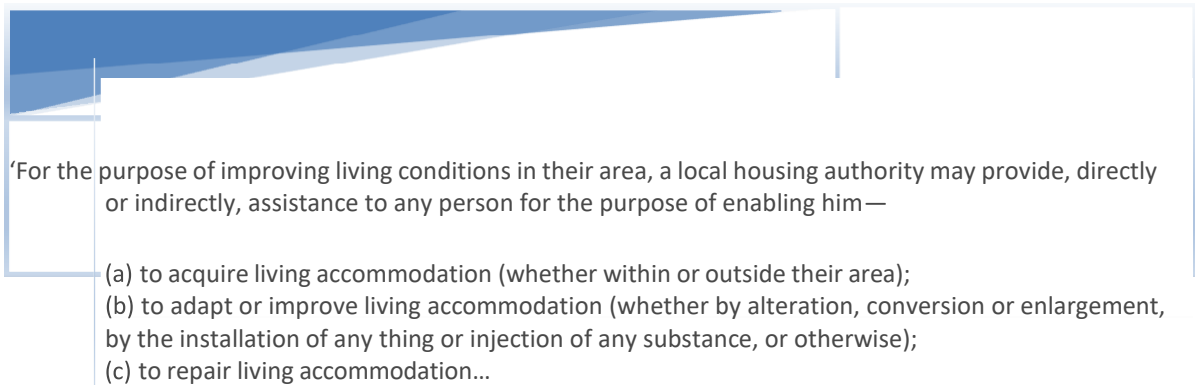 ‘For the purpose of improving living conditions in their area, a local housing authority may provide, directly
or indirectly, assistance to any person for the purpose of enabling him—
(a) to acquire living accommodation (whether within or outside their area);
(b) to adapt or improve living accommodation (whether by alteration, conversion or enlargement,
by the installation of any thing or injection of any substance, or otherwise);
(c) to repair living accommodation…